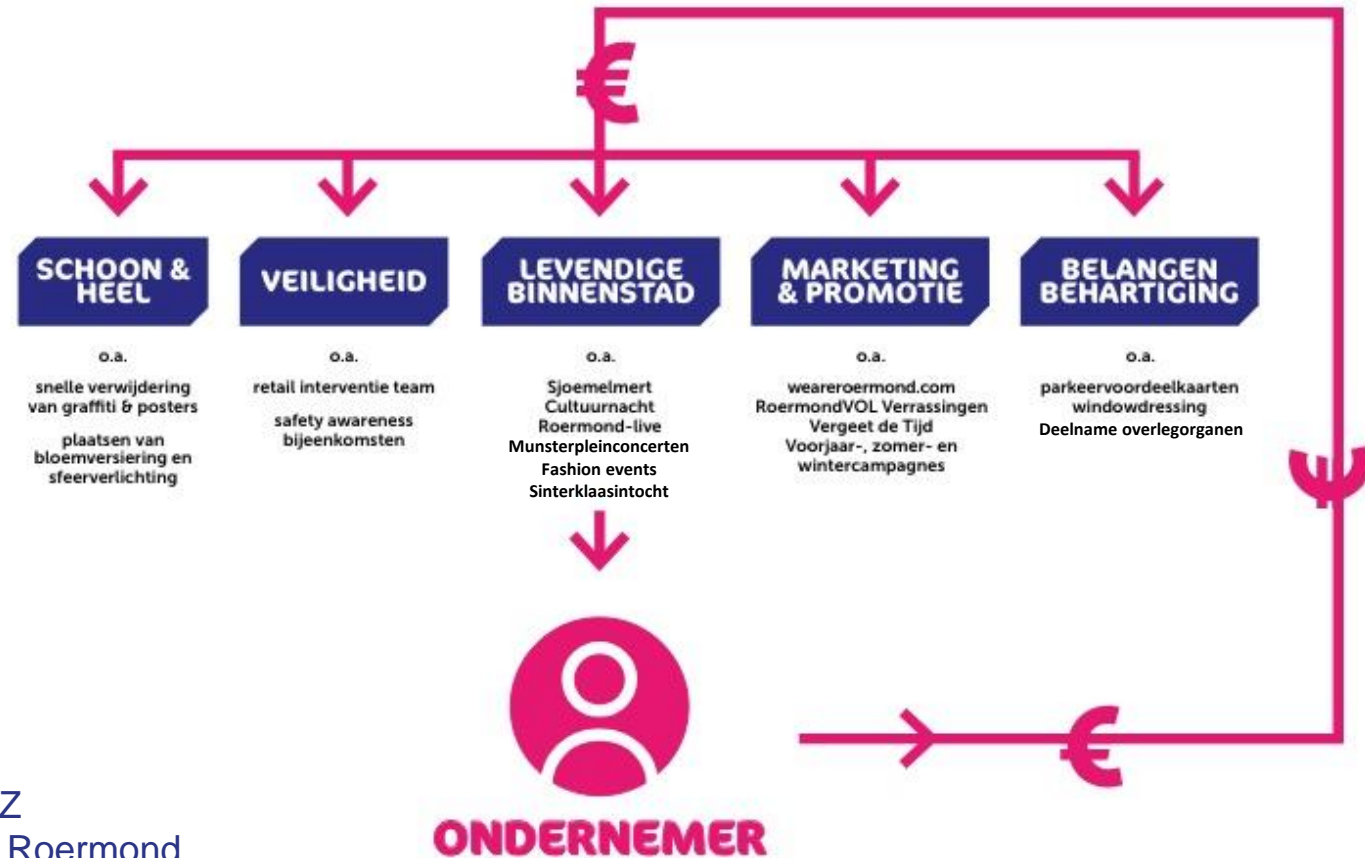 €
SCHOON &
HEEL
o.a.
snelle verwijdering
van graffiti & posters
plaatsen van
bloemversiering en
sfeerverlichting
VEILIGHEID
o.a.
retail interventie team
safety awareness
bijeenkomsten
LEVENDIGE
BINNENSTAD
o.a.
Sjoemelmert
Cultuurnacht
Roermond-live
Munsterpleinconcerten
Fashion events
Sinterklaasintocht
MARKETING
& PROMOTIE
o.a.
weareroermond.com
RoermondVOL Verrassingen
Vergeet de Tijd
Voorjaar-, zomer- en
wintercampagnes
BELANGEN
BEHARTIGING
o.a.
parkeervoordeelkaarten
windowdressing
Deelname overlegorganen
€
€
ONDERNEMER
Z
Roermond